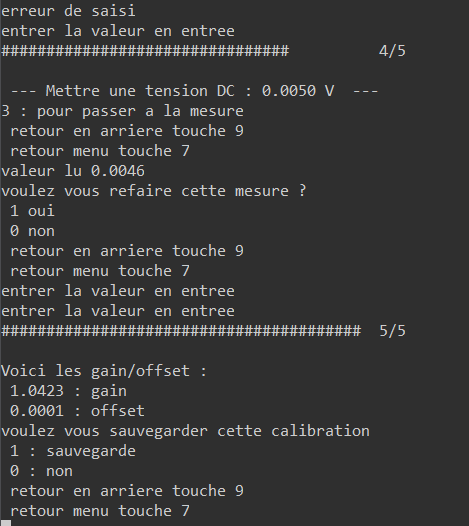 erreur de saisi
entrer la valeur en entree
################################ 4/5
--- Mettre une tension DC : 0.0050 V ---
3 : pour passer a la mesure
retour en arriere touche 9
retour menu touche 7
valeur lu 0.0046
voulez vous refaire cette mesure ?
1 oui
0 non
retour en arriere touche 9
retour menu touche 7
entrer la valeur en entree
entrer la valeur en entree
######################################## 5/5
Voici les gain/offset :
1.0423 : gain
0.0001 : offset
voulez vous sauvegarder cette calibration
1 : sauvegarde
0 : non
retour en arriere touche 9
retour menu touche 7